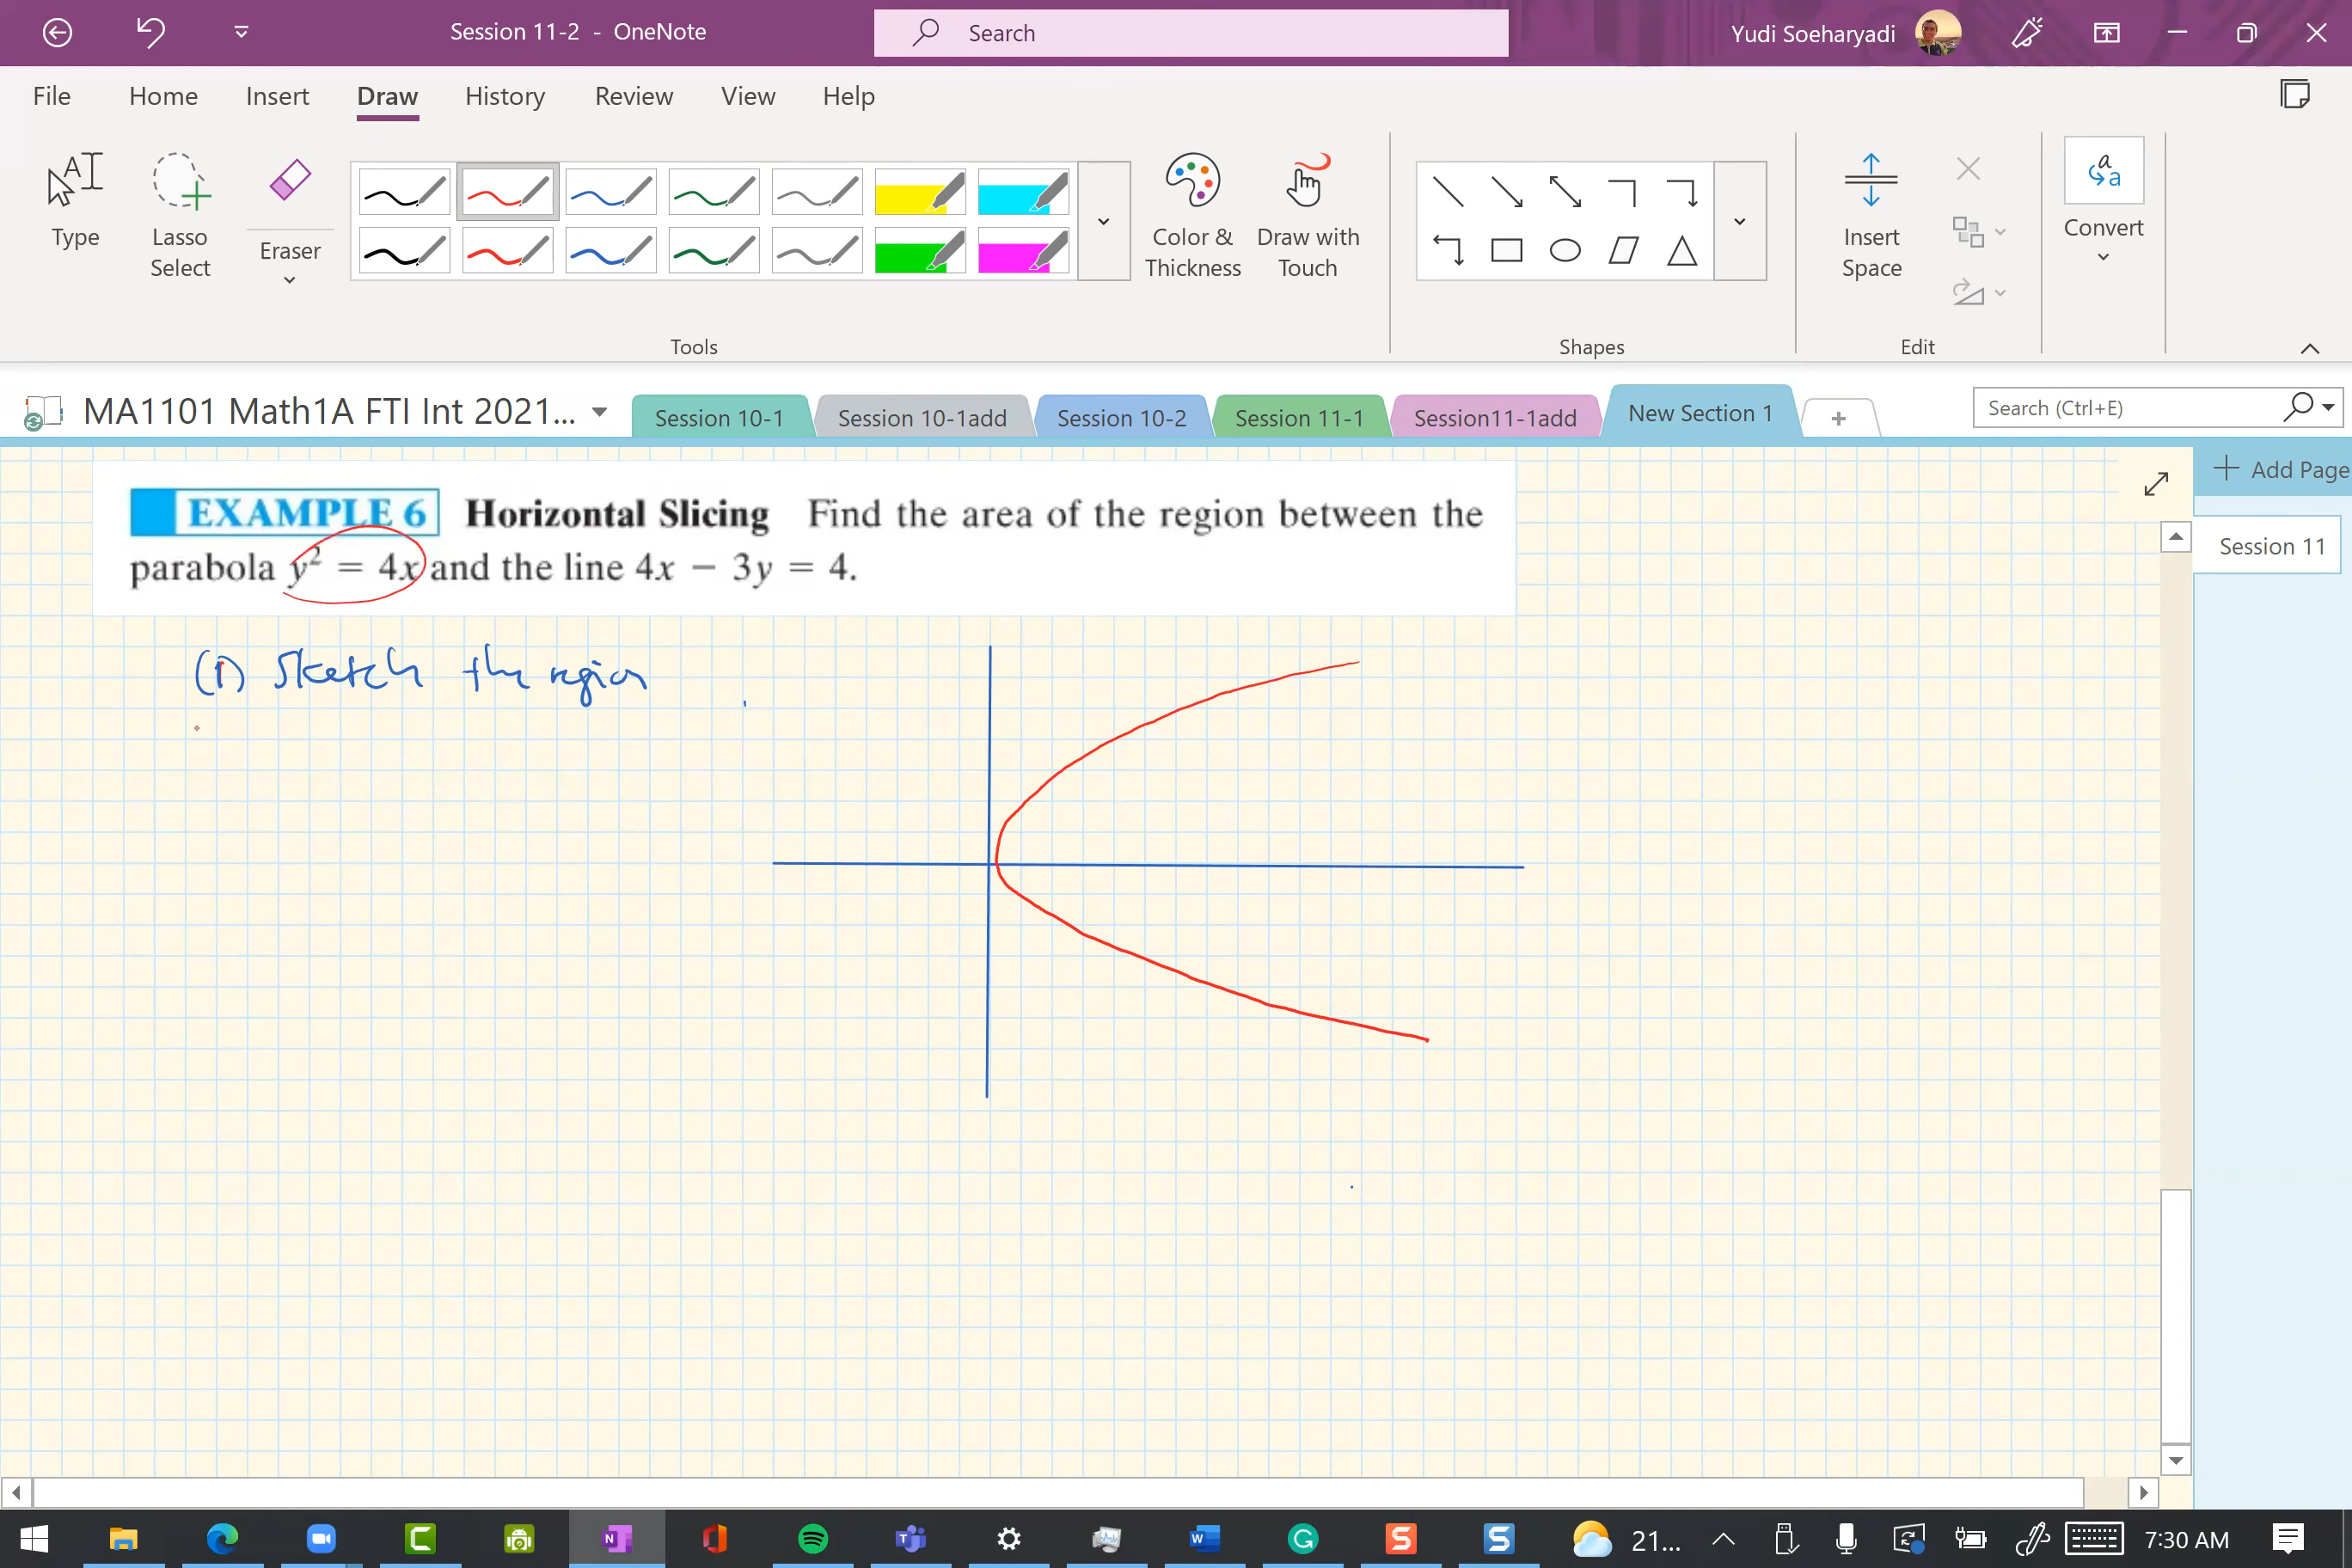 Session 11-2 - OneNote
Search
Yudi Soeharyadi
File Home Insert Draw History Review View Help
Type
Lasso Select
Eraser
Color & Thickness
Draw with Touch
Insert Space
Convert
Tools
Shapes
Edit
MA1101 Math1A FTI Int 2021...
Session 10-1
Session 10-1add
Session 10-2
Session 11-1
Session11-1add
New Section 1
Search (Ctrl+E)
Add Page
Session 11
EXAMPLE 6 Horizontal Slicing Find the area of the region between the
parabola y² = 4x and the line 4x − 3y = 4.
(1) Sketch the region
21...
7:30 AM